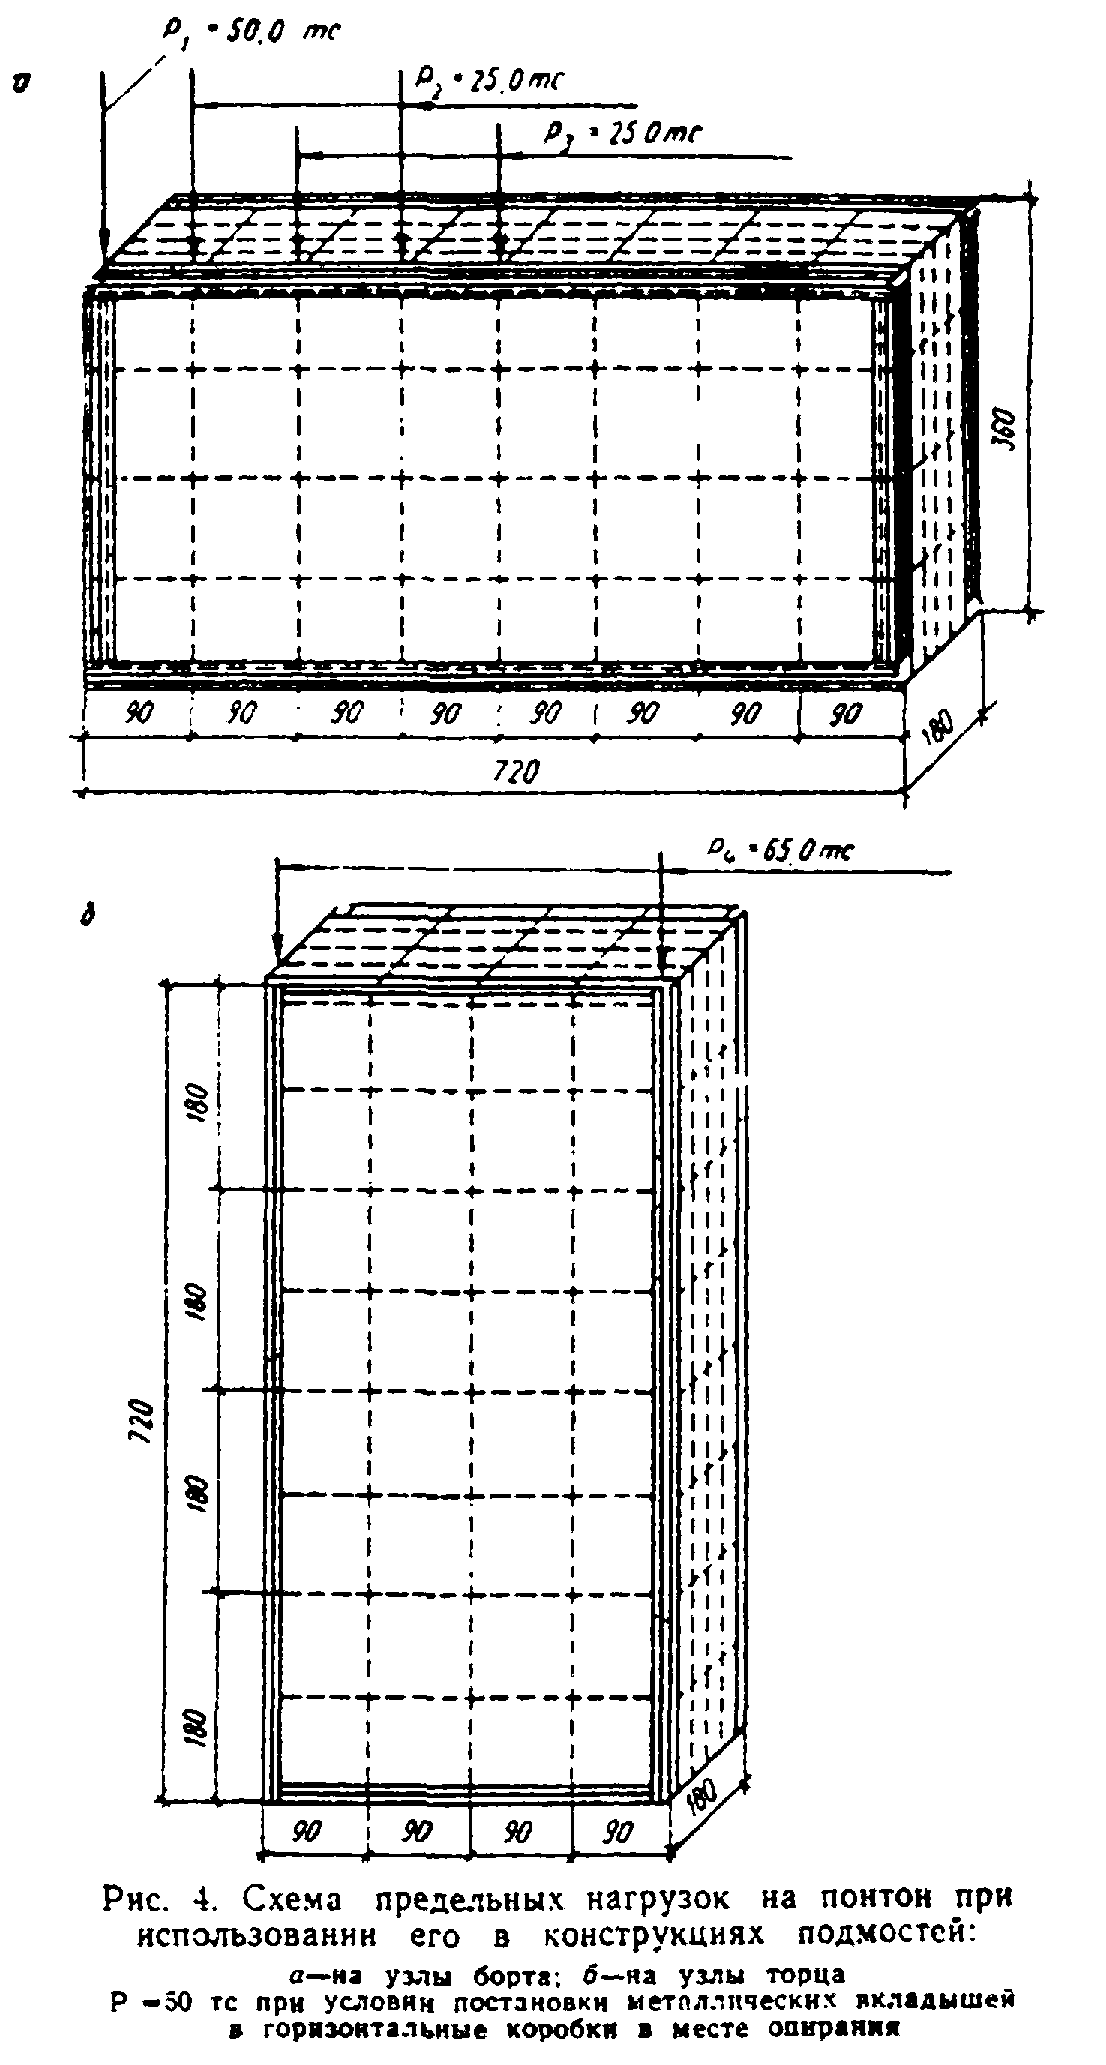 P₁ = 50.0 тс
а
P₂ = 25.0 тс
P₃ = 25.0 тс
360
90 90 90 90 90 90 90 90
180
720
P₄ = 65.0 тс
б
180
180
720
180
180
180
90 90 90 90
Рис. 4. Схема предельных нагрузок на понтон при
использовании его в конструкциях подмостей:
а—на узлы борта; б—на узлы торца
Р =50 тс при условии постановки металлических вкладышей
в горизонтальные коробки в месте опирания